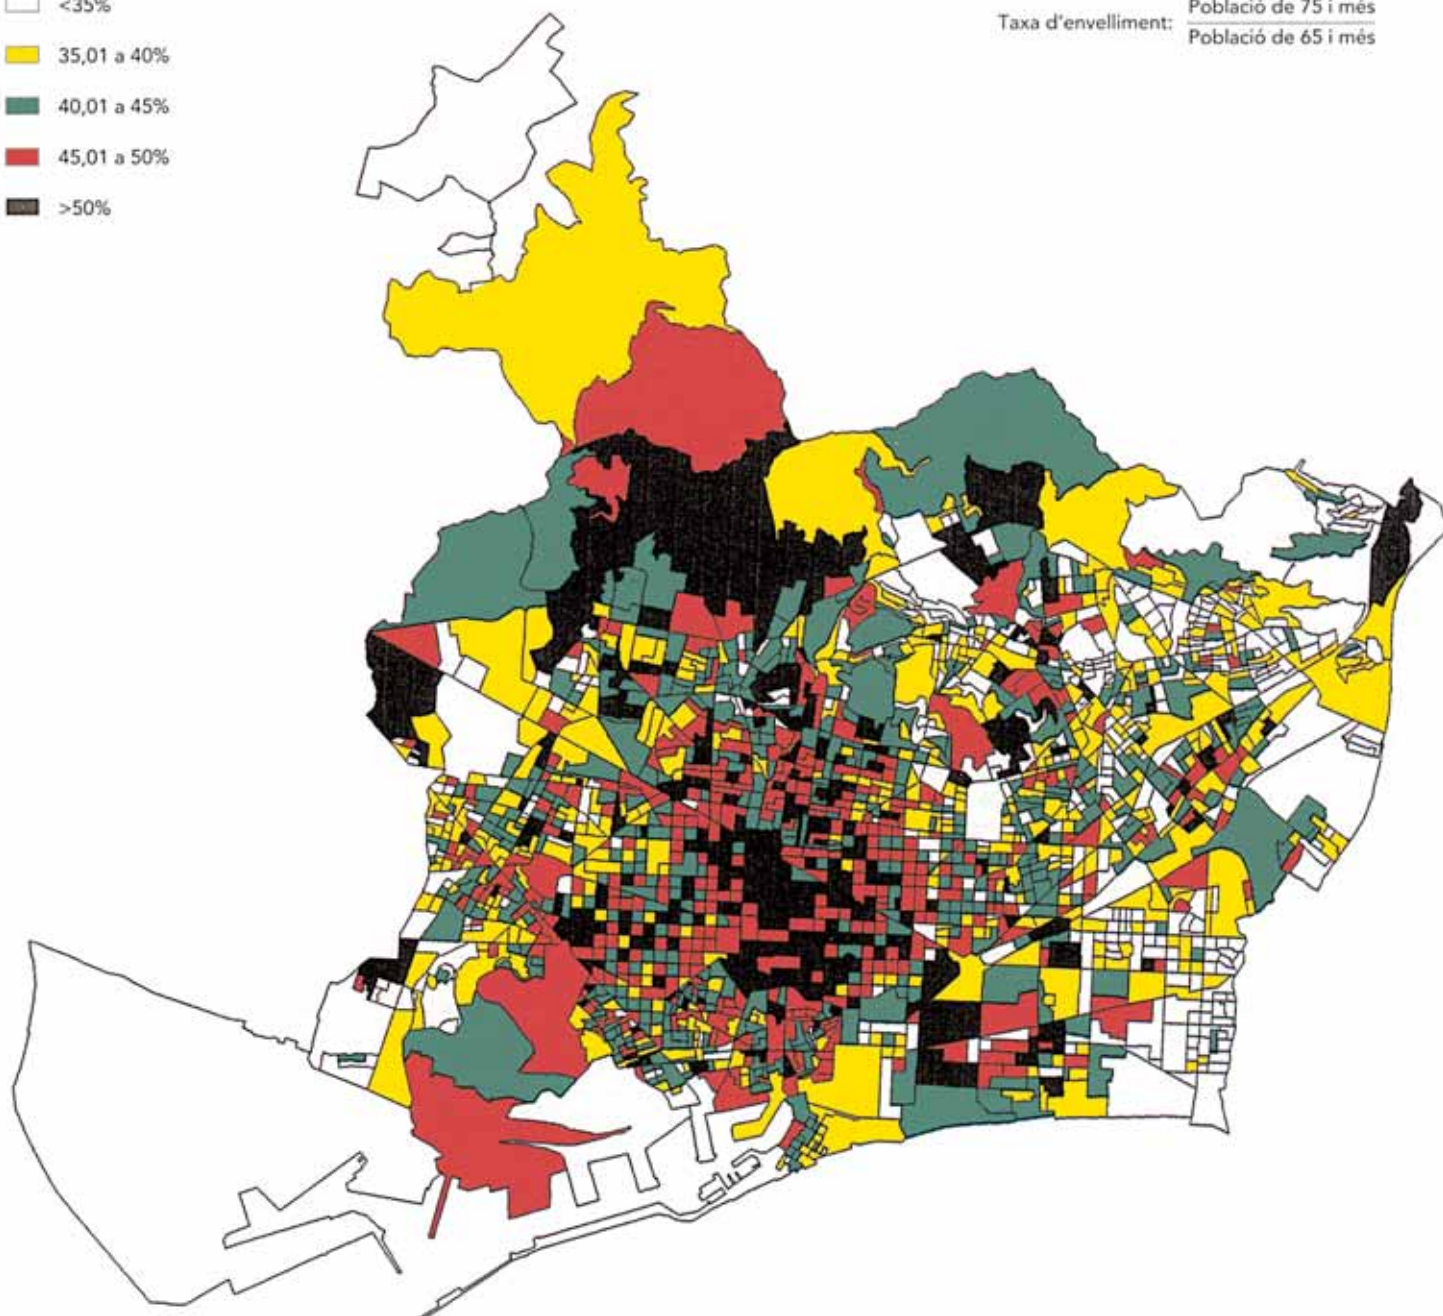 <35%
35,01 a 40%
40,01 a 45%
45,01 a 50%
>50%
Taxa d'envelliment:
Població de 75 i més
Població de 65 i més